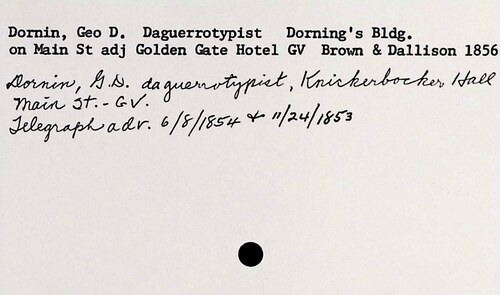 Dornin, Geo D. Daguerrotypist Dorning's Bldg.
on Main St adj Golden Gate Hotel GV Brown & Dallison 1856
Dornin, G.D. daguerrotypist, Knickerbocker Hall
Main St. - GV.
Telegraph adv. 6/8/1854 & 11/24/1853